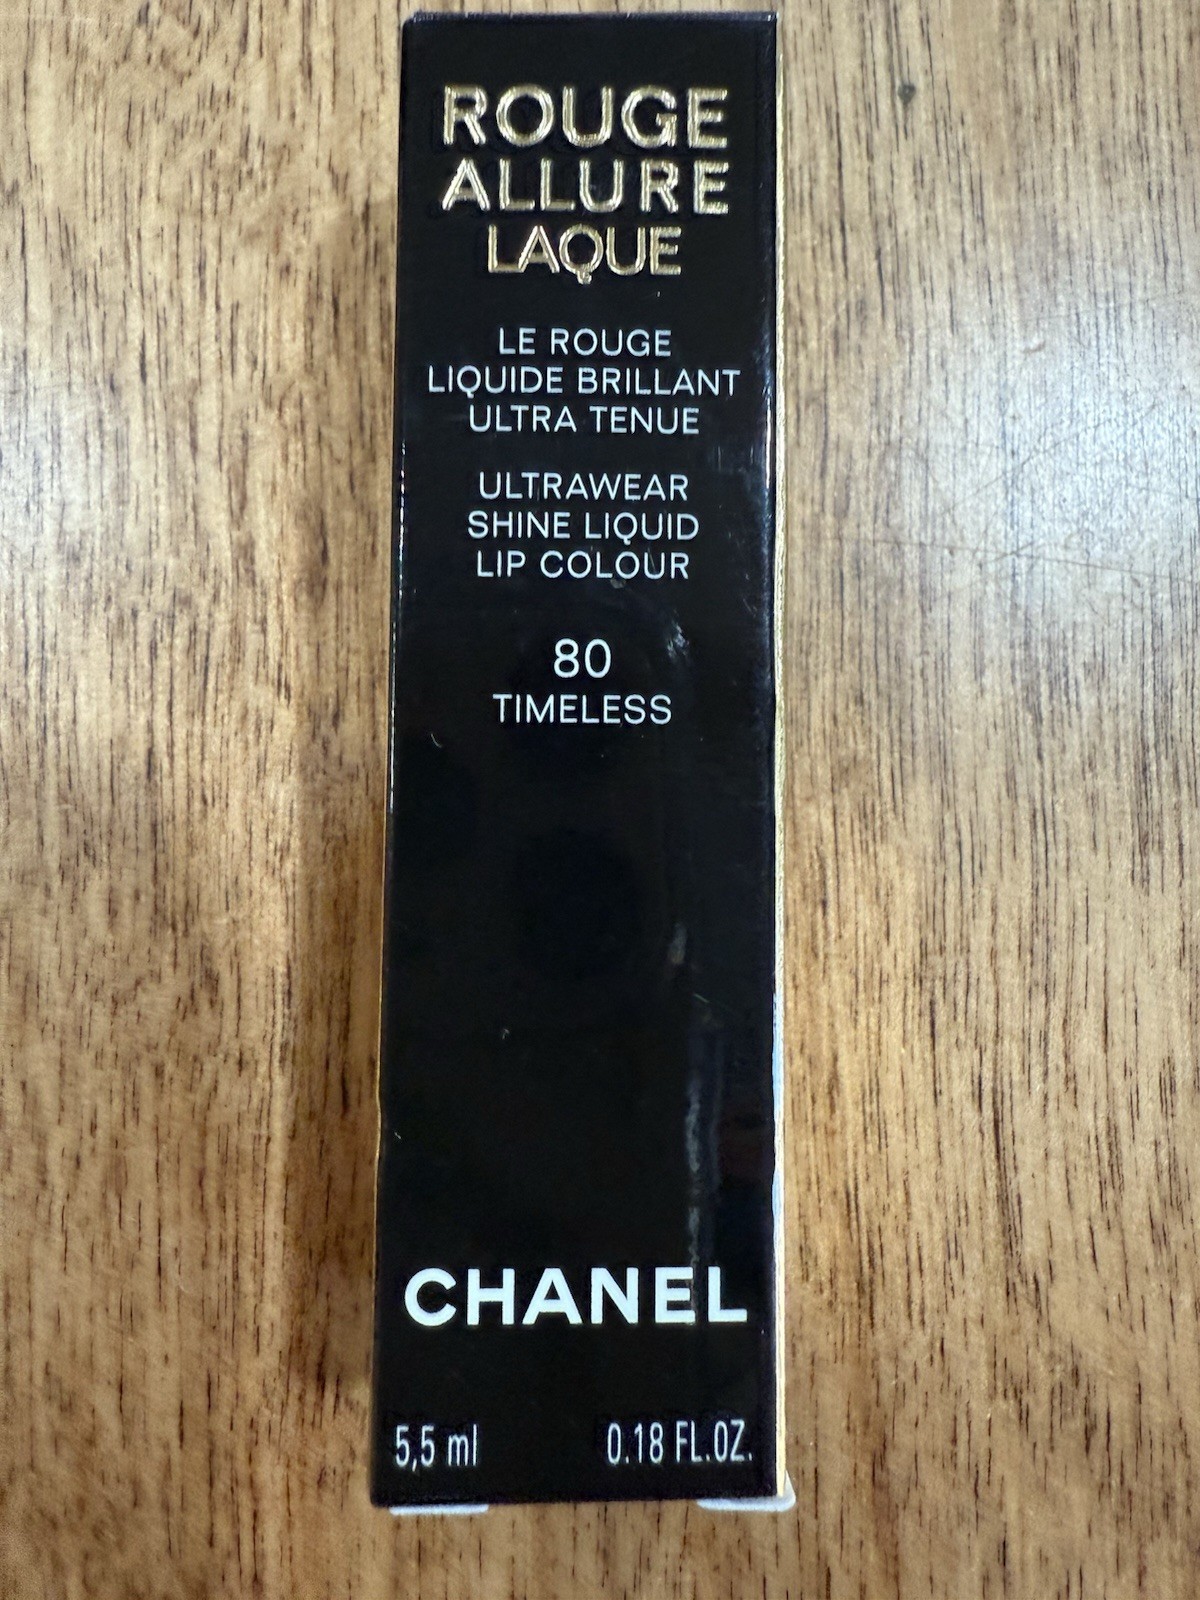 ROUGE
ALLURE
LAQUE
LE ROUGE
LIQUIDE BRILLANT
ULTRA TENUE
ULTRAWEAR
SHINE LIQUID
LIP COLOUR
80
TIMELESS
CHANEL
5,5 ml 0.18 FL.OZ.